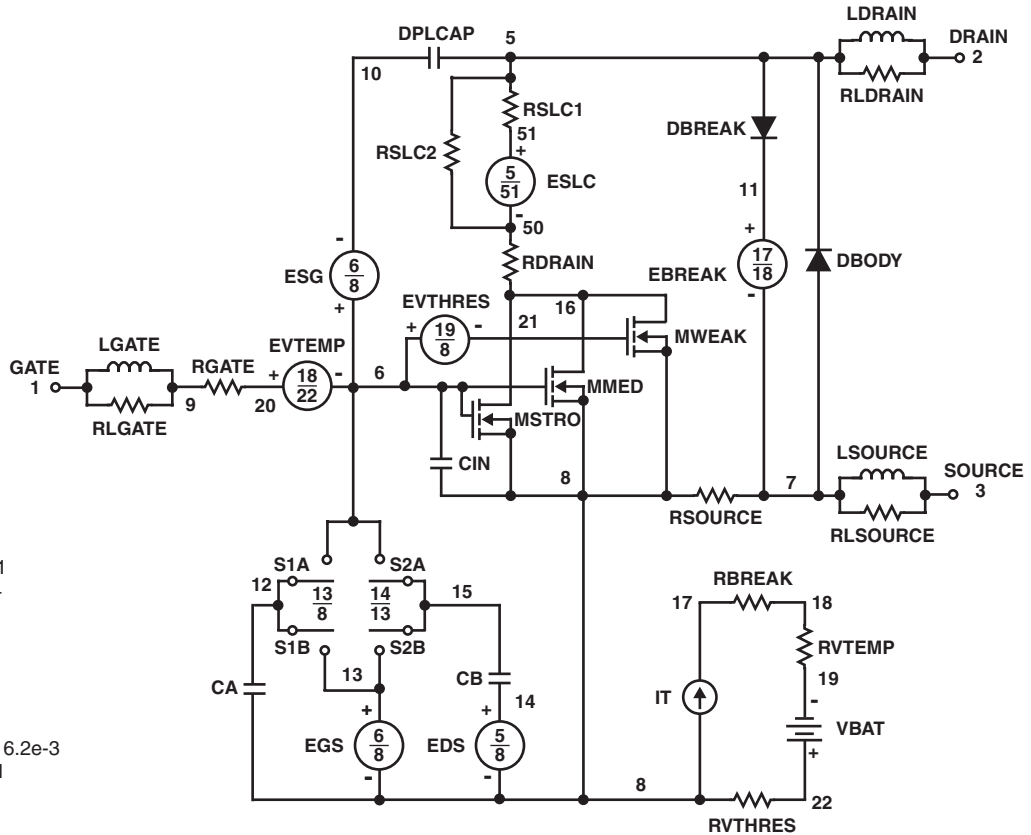 LDRAIN
DPLCAP
5
DRAIN
2
10
RLDRAIN
RSLC1
DBREAK
51
+
RSLC2
5
51
ESLC
11
-
50
-
+
17
18
RDRAIN
EBREAK
DBODY
6
8
ESG
EVTHRES
-
16
+
21
+
19
8
-
MWEAK
LGATE
EVTEMP
GATE
1
RGATE
+
18
22
-
6
MMED
9
20
MSTRO
RLGATE
LSOURCE
CIN
8
7
SOURCE
3
RSOURCE
RLSOURCE
1
S1A
S2A
RBREAK
12
13
8
14
13
15
17
18
S1B
S2B
RVTEMP
13
CB
19
CA
IT
-
14
+
+
VBAT
6.2e-3
EGS
6
8
EDS
5
8
+
-
-
8
22
RVTHRES